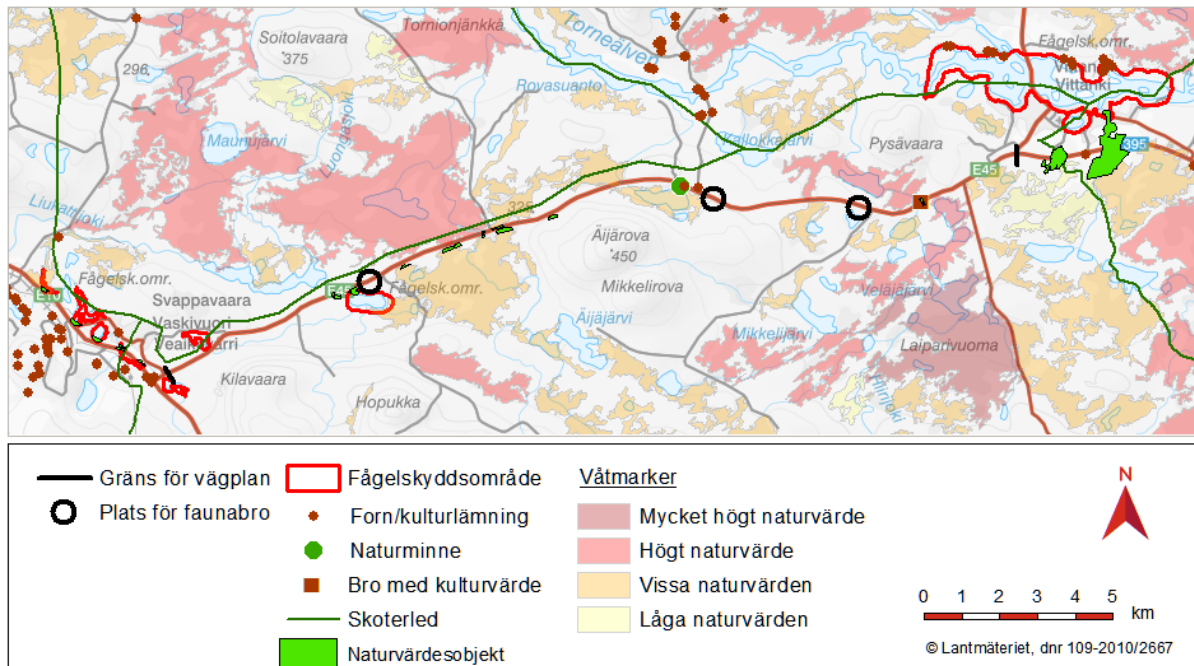 Tornionjänkkä
Soitolavaara
375
296
Torneälven
Rovasuanto
Fågelsk.omr.
Vittanki
Luongasjoki
Maunujärvi
Kallokkajärvi
Pysävaara
395
E45
Liukattijoki
325
Äijärova
450
Mikkelirova
Fågelsk.omr.
E10
Svappavaara
Vaskivuori
E45
Fågelsk.omr.
Äijäjärvi
Veläjäjärvi
Mikkelijärvi
Laiparivuoma
Kilavaara
Hopukka
Gräns för vägplan
Plats för faunabro
Fågelskyddsområde
Forn/kulturlämning
Naturminne
Bro med kulturvärde
Skoterled
Naturvärdesobjekt
Våtmarker
Mycket högt naturvärde
Högt naturvärde
Vissa naturvärden
Låga naturvärden
N
0 1 2 3 4 5
km
© Lantmäteriet, dnr 109-2010/2667